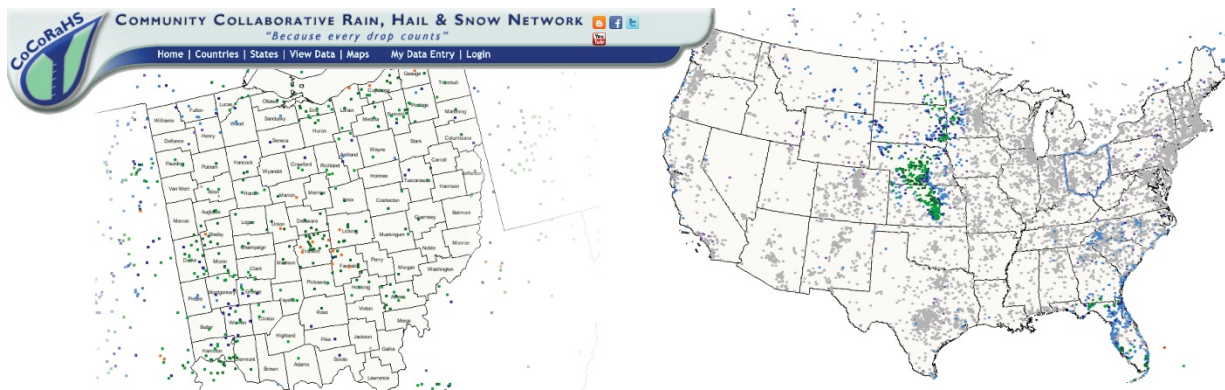 COMMUNITY COLLABORATIVE RAIN, HAIL & SNOW NETWORK
"Because every drop counts"
Home | Countries | States | View Data | Maps My Data Entry | Login
CoCoRaHS
You
Tube
Geauga
Trumbull
Williams
Fulton
Lucas
Ottawa
Wood
Sandusky
Lorain
Medina
Portage
Mahoning
Defiance
Henry
Seneca
Huron
Columbiana
Paulding
Putnam
Hancock
Wyandot
Crawford
Richland
Ashland
Wayne
Stark
Carroll
Van Wert
Allen
Hardin
Marion
Morrow
Holmes
Tuscarawas
Harrison
Mercer
Auglaize
Logan
Union
Delaware
Knox
Coshocton
Guernsey
Belmont
Shelby
Darke
Miami
Champaign
Licking
Muskingum
Noble
Monroe
Clark
Madison
Franklin
Fairfield
Perry
Morgan
Washington
Preble
Montgomery
Greene
Fayette
Pickaway
Hocking
Athens
Butler
Warren
Clinton
Ross
Vinton
Meigs
Hamilton
Clermont
Highland
Pike
Jackson
Gallia
Brown
Adams
Scioto
Lawrence